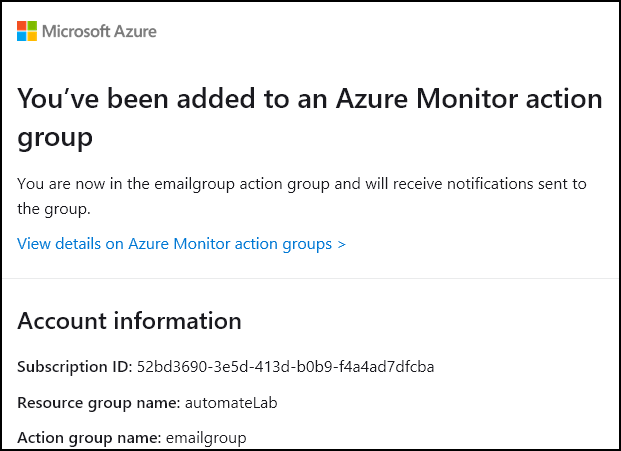 Microsoft Azure
You’ve been added to an Azure Monitor action
group
You are now in the emailgroup action group and will receive notifications sent to
the group.
View details on Azure Monitor action groups >
Account information
Subscription ID: 52bd3690-3e5d-413d-b0b9-f4a4ad7dfcba
Resource group name: automateLab
Action group name: emailgroup